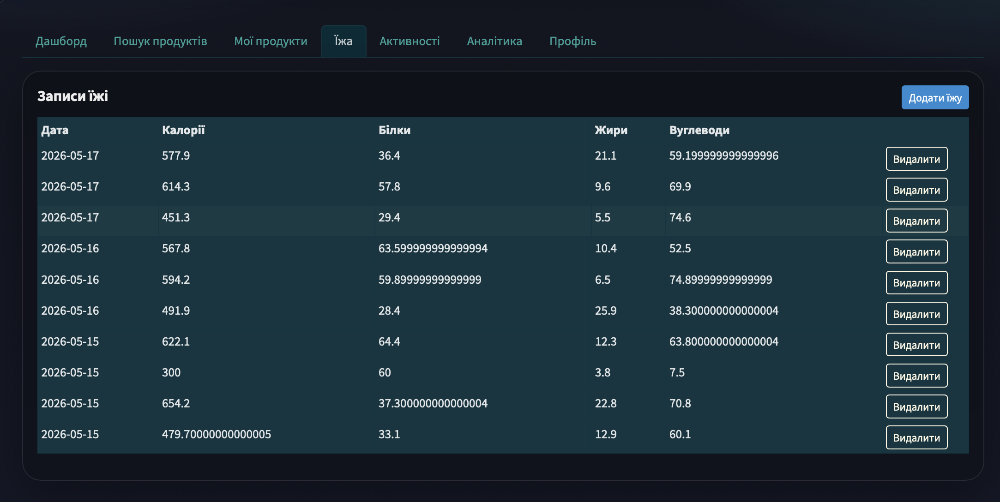 Дашборд Пошук продуктів Мої продукти Їжа Активності Аналітика Профіль
Записи їжі Додати їжу
Дата Калорії Білки Жири Вуглеводи
2026-05-17 577.9 36.4 21.1 59.199999999999996 Видалити
2026-05-17 614.3 57.8 9.6 69.9 Видалити
2026-05-17 451.3 29.4 5.5 74.6 Видалити
2026-05-16 567.8 63.599999999999994 10.4 52.5 Видалити
2026-05-16 594.2 59.89999999999999 6.5 74.89999999999999 Видалити
2026-05-16 491.9 28.4 25.9 38.300000000000004 Видалити
2026-05-15 622.1 64.4 12.3 63.800000000000004 Видалити
2026-05-15 300 60 3.8 7.5 Видалити
2026-05-15 654.2 37.300000000000004 22.8 70.8 Видалити
2026-05-15 479.70000000000005 33.1 12.9 60.1 Видалити